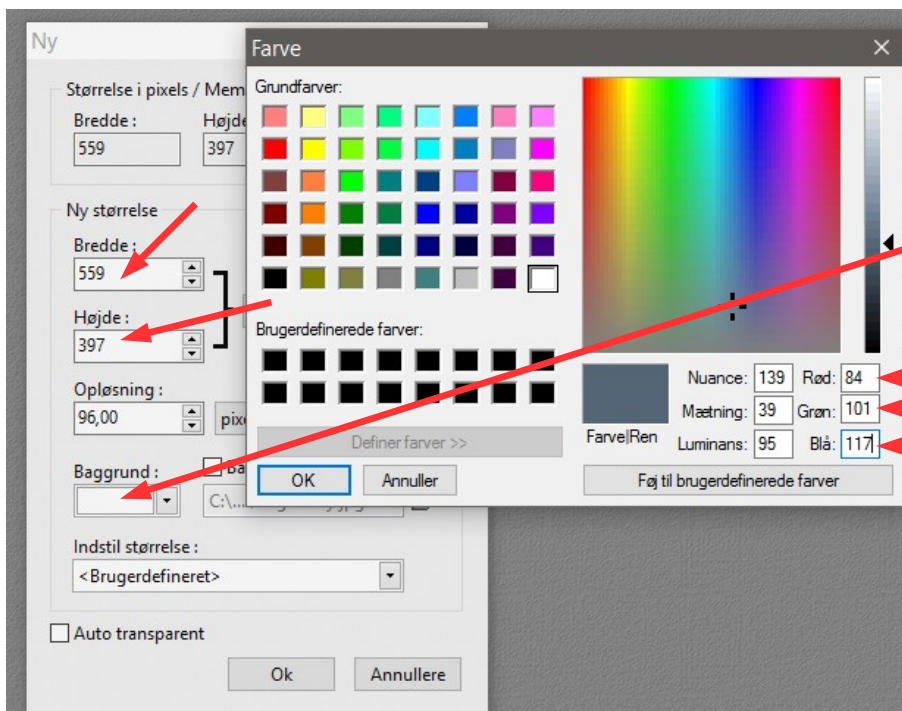 Ny
Størrelse i pixels / Mem
Bredde :
559
397
Ny størrelse
Bredde :
559
Højde :
397
Opløsning :
96,00
Baggrund :
C:\...
Indstil størrelse :
<Brugerdefineret>
Auto transparent
Ok
Annullere
Farve
Grundfarver:
Brugerdefinerede farver:
Definer farver >>
OK
Annuller
Farve|Ren
Nuance: 139
Rød: 84
Mætning: 39
Grøn: 101
Luminans: 95
Blå: 117
Føj til brugerdefinerede farver